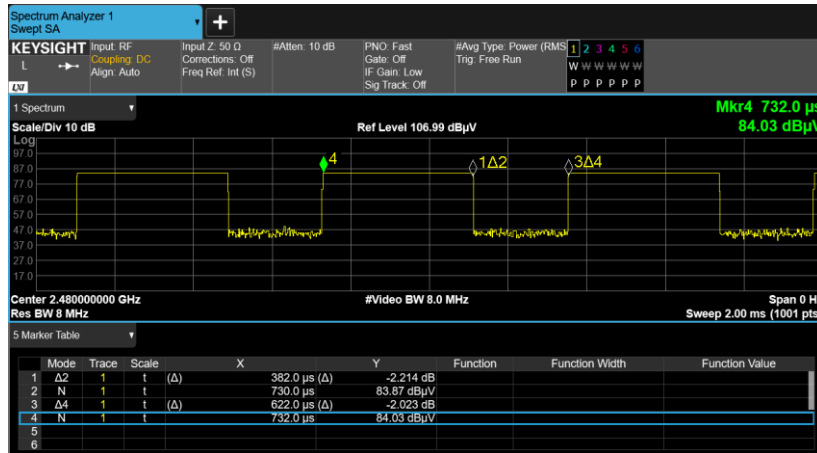 Spectrum Analyzer 1
Swept SA
+
KEYSIGHT Input: RF Input Z: 50 Ω #Atten: 10 dB PNO: Fast #Avg Type: Power (RMS 1 2 3 4 5 6
L Coupling: DC Corrections: Off Gate: Off Trig: Free Run W W W W W W
Align: Auto Freq Ref: Int (S) IF Gain: Low
LXI Sig Track: Off P P P P P P
1 Spectrum Mkr4 732.0 µs
Scale/Div 10 dB Ref Level 106.99 dBµV 84.03 dBµV
Log
97.0
4 1Δ2 3Δ4
87.0
77.0
67.0
57.0
47.0
37.0
27.0
17.0
Center 2.480000000 GHz #Video BW 8.0 MHz Span 0 H
Res BW 8 MHz Sweep 2.00 ms (1001 pts
5 Marker Table
Mode Trace Scale X Y Function Function Width Function Value
1 Δ2 1 t (Δ) 382.0 µs (Δ) -2.214 dB
2 N 1 t 730.0 µs 83.87 dBµV
3 Δ4 1 t (Δ) 622.0 µs (Δ) -2.023 dB
4 N 1 t 732.0 µs 84.03 dBµV
5
6